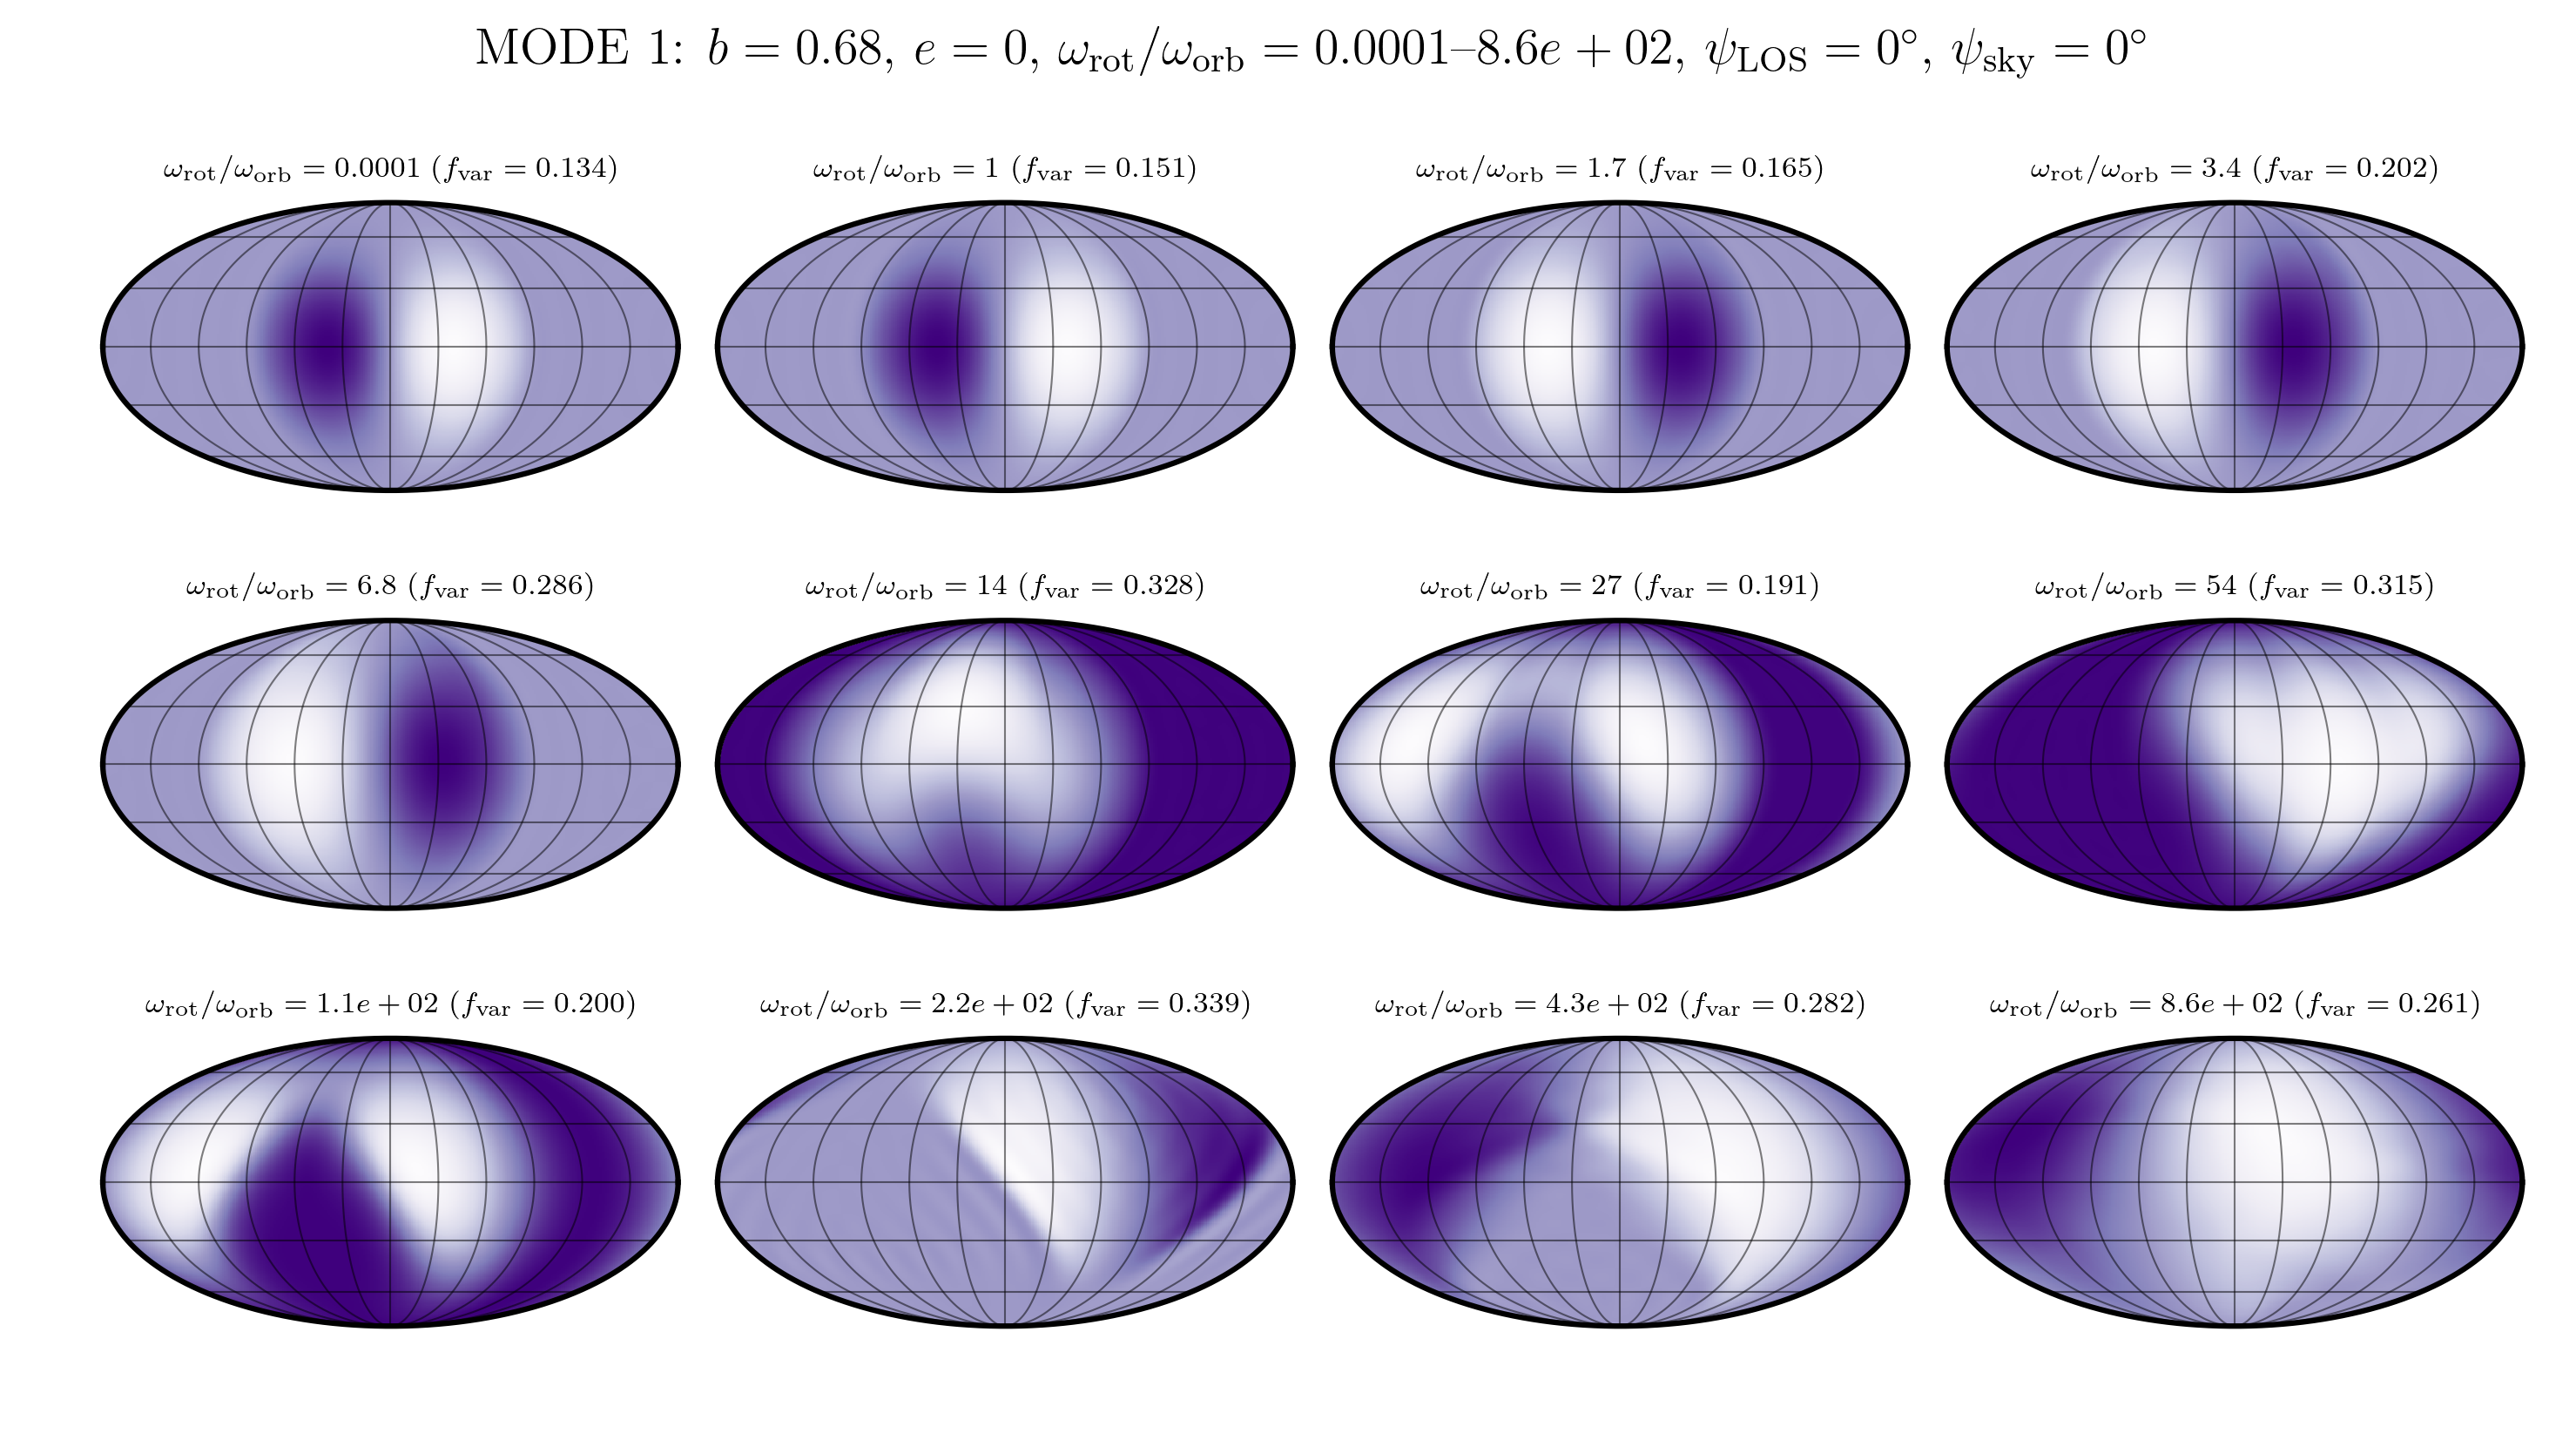 MODE 1: b = 0.68, e = 0, ω_rot/ω_orb = 0.0001–8.6e + 02, ψ_LOS = 0°, ψ_sky = 0°
ω_rot/ω_orb = 0.0001 (f_var = 0.134)
ω_rot/ω_orb = 1 (f_var = 0.151)
ω_rot/ω_orb = 1.7 (f_var = 0.165)
ω_rot/ω_orb = 3.4 (f_var = 0.202)
ω_rot/ω_orb = 6.8 (f_var = 0.286)
ω_rot/ω_orb = 14 (f_var = 0.328)
ω_rot/ω_orb = 27 (f_var = 0.191)
ω_rot/ω_orb = 54 (f_var = 0.315)
ω_rot/ω_orb = 1.1e + 02 (f_var = 0.200)
ω_rot/ω_orb = 2.2e + 02 (f_var = 0.339)
ω_rot/ω_orb = 4.3e + 02 (f_var = 0.282)
ω_rot/ω_orb = 8.6e + 02 (f_var = 0.261)